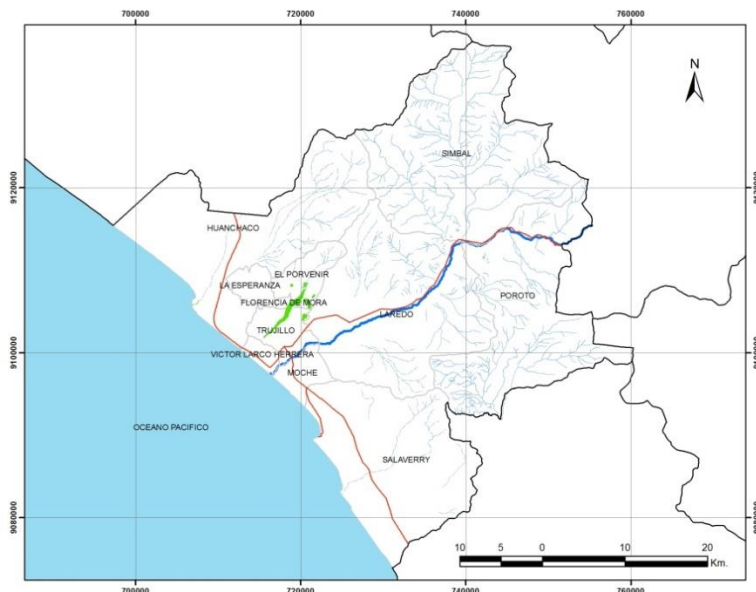 700000 720000 740000 760000
N
SIMBAL
9120000
HUANCHACO
EL PORVENIR
LA ESPERANZA
FLORENCIA DE MORA
POROTO
LAREDO
TRUJILLO
VICTOR LARCO HERRERA
9100000
MOCHE
OCEANO PACIFICO
SALAVERRY
9080000
10 5 0 10 20
Km.
700000 720000 740000 760000